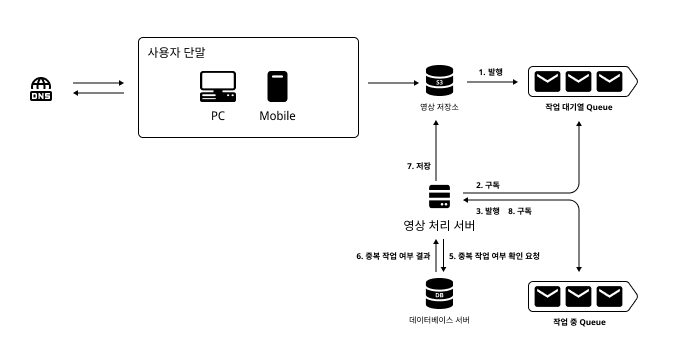 사용자 단말
DNS
PC
Mobile
S3
영상 저장소
1. 발행
작업 대기열 Queue
7. 저장
2. 구독
3. 발행 8. 구독
영상 처리 서버
6. 중복 작업 여부 결과
5. 중복 작업 여부 확인 요청
DB
데이터베이스 서버
작업 중 Queue